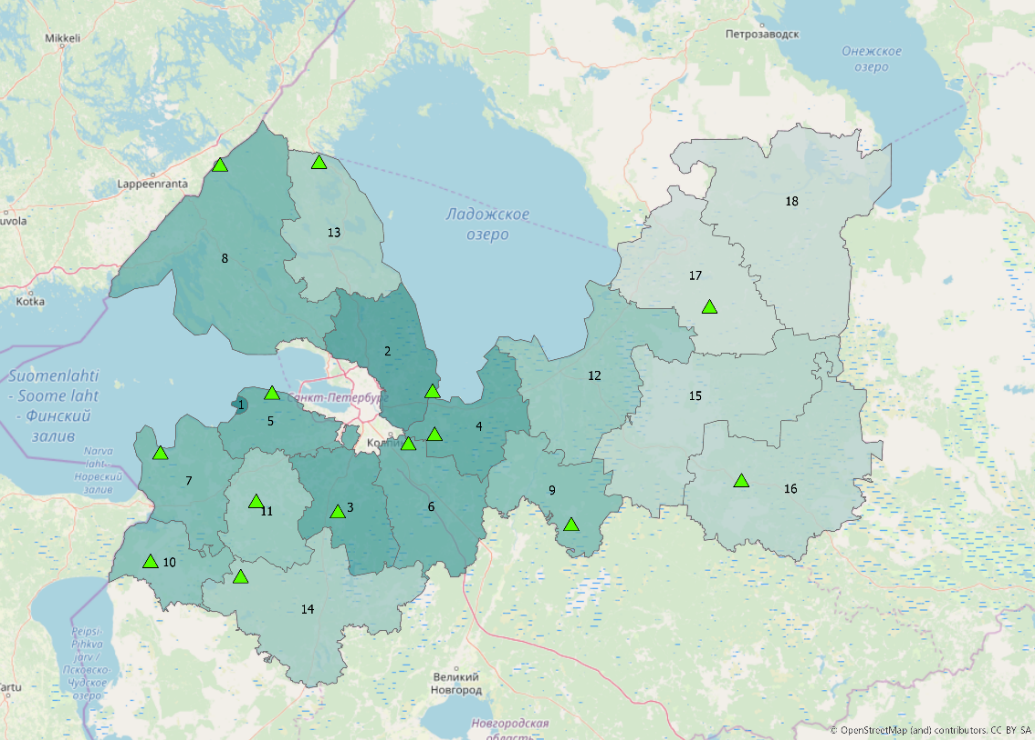 Mikkeli
Петрозаводск
Онежское
озеро
Lappeenranta
uvola
Kotka
Ладожское
озеро
18
13
8
17
2
12
15
Suomenlahti
- Soome laht
- Финский
залив
Санкт-Петербург
1
5
4
Narva
laht-
Нарвский
залив
7
11
3
6
9
16
10
14
Peipsi-
Pihkva
järv /
Псковско-
Чудское
озеро
artu
Великий
Новгород
Новгородская
область
© OpenStreetMap (and) contributors, CC-BY-SA